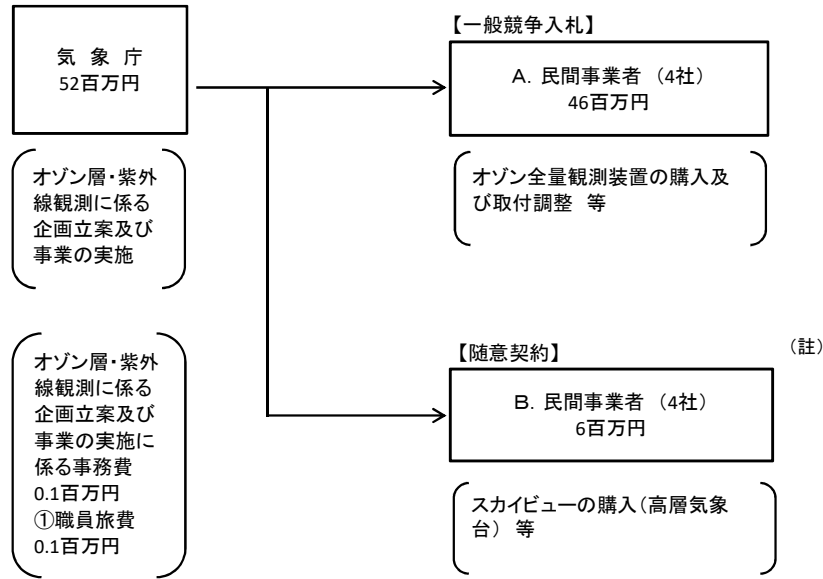 気 象 庁
52百万円
オゾン層・紫外
線観測に係る
企画立案及び
事業の実施
オゾン層・紫外
線観測に係る
企画立案及び
事業の実施に
係る事務費
0.1百万円
①職員旅費
0.1百万円
【一般競争入札】
A. 民間事業者 （4社）
46百万円
オゾン全量観測装置の購入及
び取付調整 等
【随意契約】
（註）
B. 民間事業者 （4社）
6百万円
スカイビューの購入（高層気象
台） 等